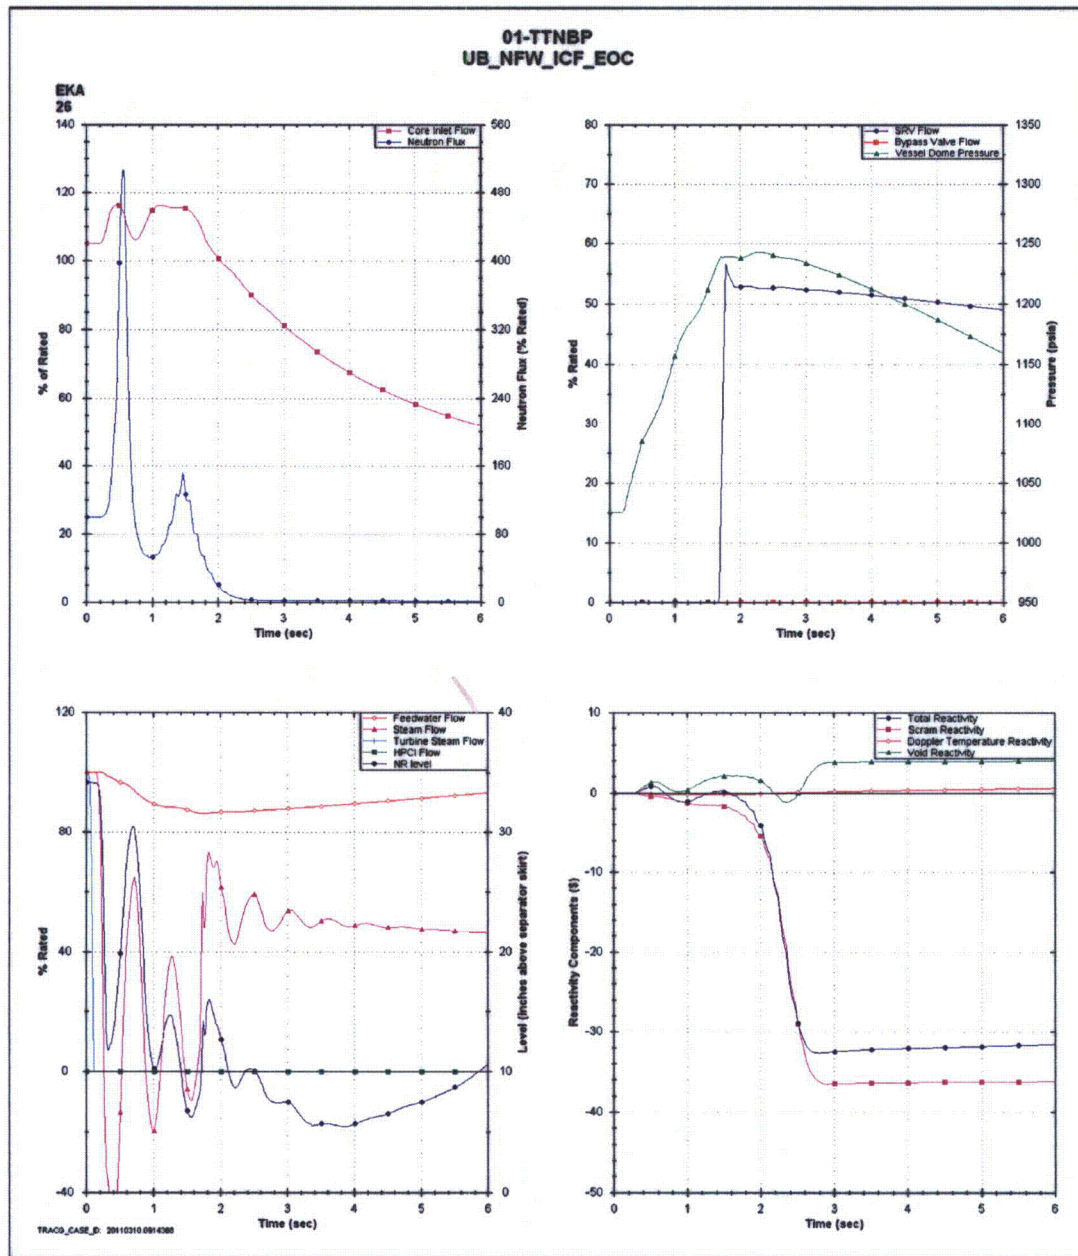 01-TTNBP
UB_NFW_ICF_EOC
EKA
26
140
120
100
80
60
40
20
0
% of Rated
Core Inlet Flow
Neutron Flux
560
480
400
320
240
160
80
0
Neutron Flux (% Rated)
0 1 2 3 4 5 6
Time (sec)
80
70
60
50
40
30
20
10
0
% Rated
SRV Flow
Bypass Valve Flow
Vessel Dome Pressure
1350
1300
1250
1200
1150
1100
1050
1000
950
Pressure (psia)
0 1 2 3 4 5 6
Time (sec)
120
80
40
0
-40
% Rated
Feedwater Flow
Steam Flow
Turbine Steam Flow
HPCI Flow
NR level
40
30
20
10
0
Level (inches above separator skirt)
0 1 2 3 4 5 6
Time (sec)
10
0
-10
-20
-30
-40
-50
Reactivity Components ($)
Total Reactivity
Scram Reactivity
Doppler Temperature Reactivity
Void Reactivity
0 1 2 3 4 5 6
Time (sec)
TRACG_CASE_ID: